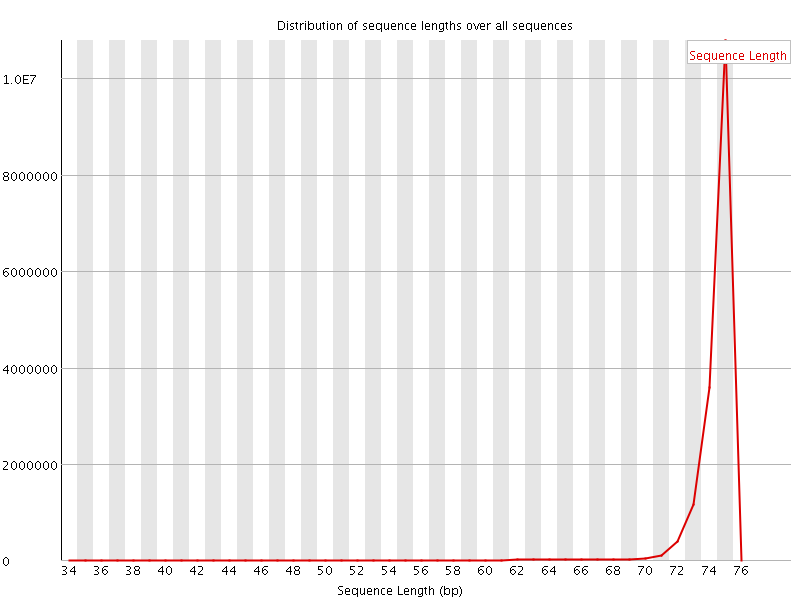 Distribution of sequence lengths over all sequences
Sequence Length
1.0E7
8000000
6000000
4000000
2000000
0
34 36 38 40 42 44 46 48 50 52 54 56 58 60 62 64 66 68 70 72 74 76
Sequence Length (bp)